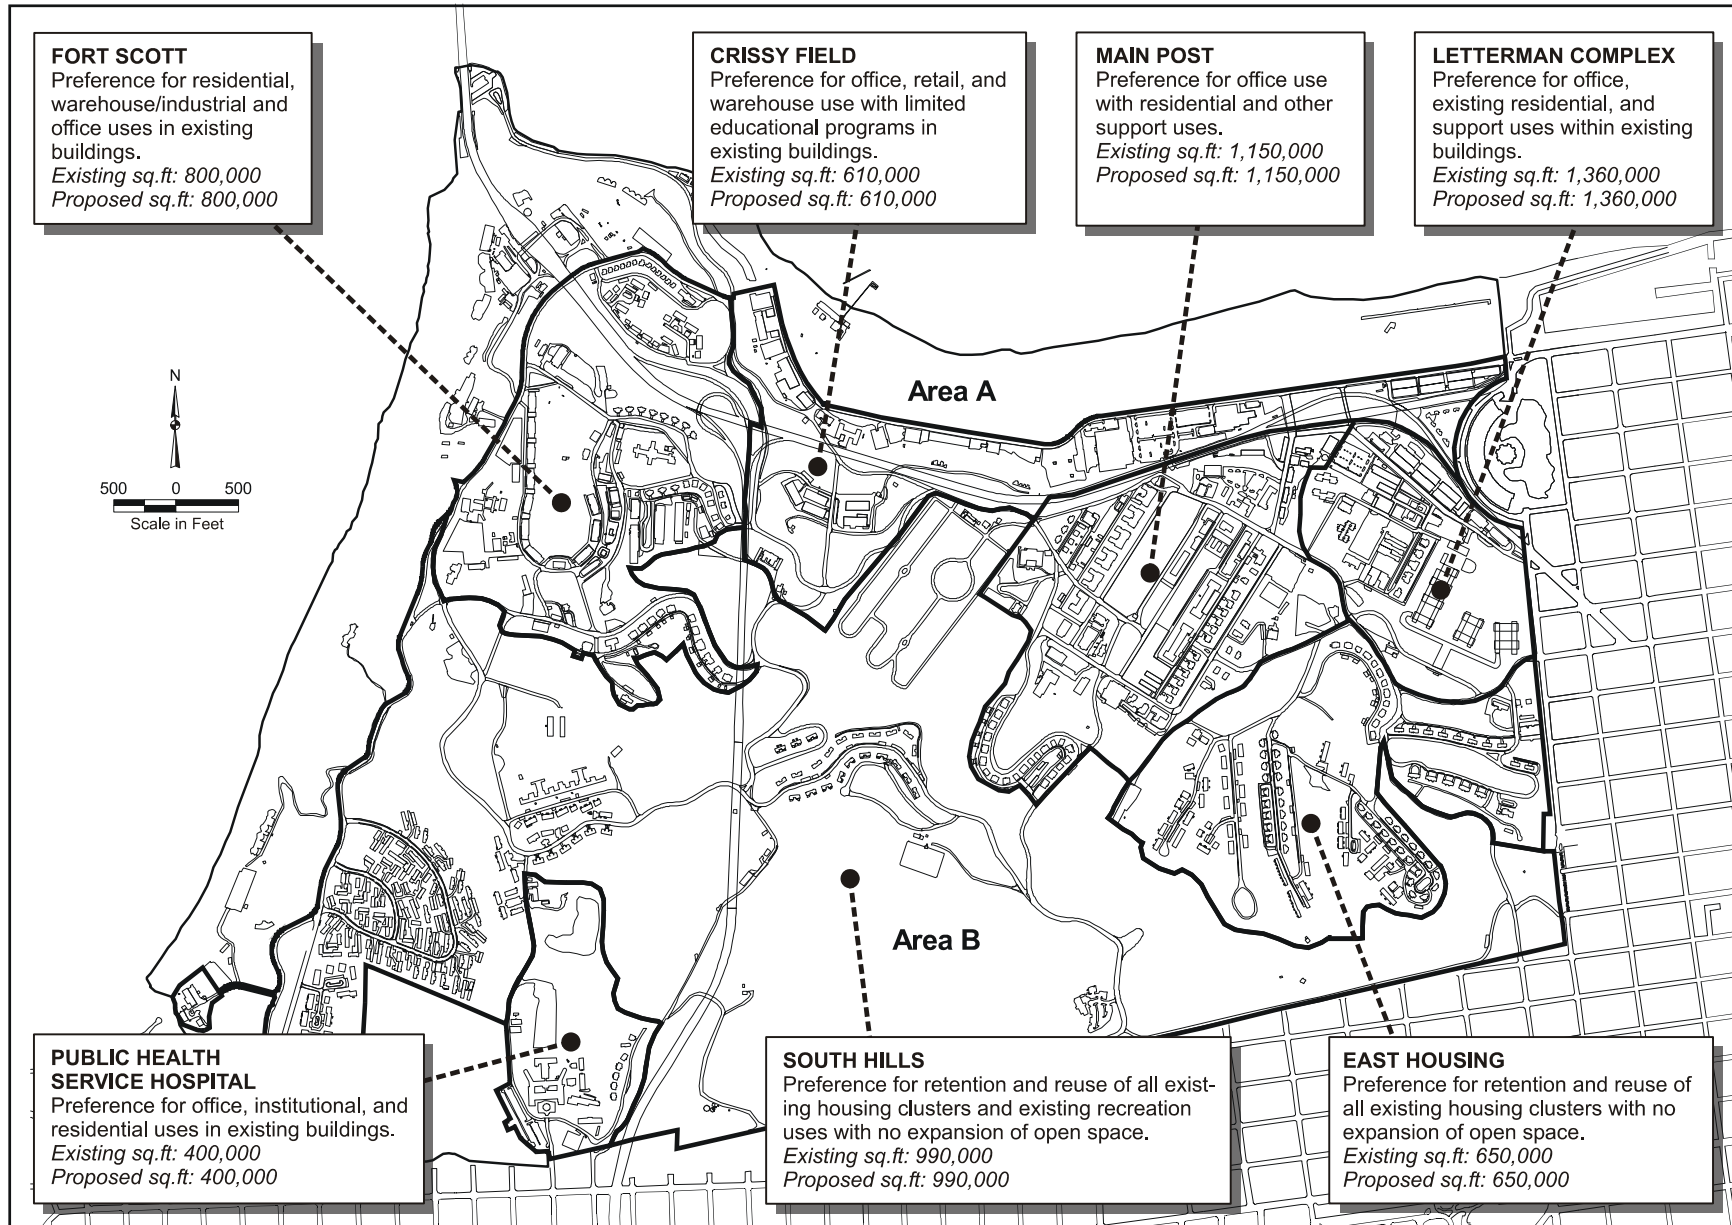 FORT SCOTT
Preference for residential,
warehouse/industrial and
office uses in existing
buildings.
Existing sq.ft: 800,000
Proposed sq.ft: 800,000
CRISSY FIELD
Preference for office, retail, and
warehouse use with limited
educational programs in
existing buildings.
Existing sq.ft: 610,000
Proposed sq.ft: 610,000
MAIN POST
Preference for office use
with residential and other
support uses.
Existing sq.ft: 1,150,000
Proposed sq.ft: 1,150,000
LETTERMAN COMPLEX
Preference for office,
existing residential, and
support uses within existing
buildings.
Existing sq.ft: 1,360,000
Proposed sq.ft: 1,360,000
N
500 0 500
Scale in Feet
Area A
Area B
PUBLIC HEALTH
SERVICE HOSPITAL
Preference for office, institutional, and
residential uses in existing buildings.
Existing sq.ft: 400,000
Proposed sq.ft: 400,000
SOUTH HILLS
Preference for retention and reuse of all exist-
ing housing clusters and existing recreation
uses with no expansion of open space.
Existing sq.ft: 990,000
Proposed sq.ft: 990,000
EAST HOUSING
Preference for retention and reuse of
all existing housing clusters with no
expansion of open space.
Existing sq.ft: 650,000
Proposed sq.ft: 650,000